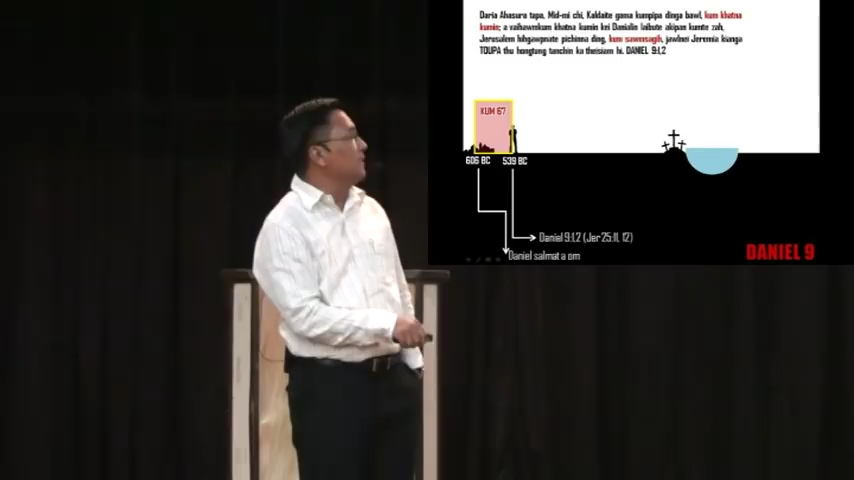 Daria Ahasura tapa, Mid-mi chi, Kaldaite gama kumpipa dinga bawl, kum khatna
kumin; a vaihawmkum khatna kumin kei Danialin laibute akipan kumte zah,
Jerusalem hihgawpnate pichinna ding, kum sawmsagih, jawlnei Jeremia kianga
TOUPA thu hongtung tanchin ka theisiam hi. DANIEL 9:1,2
KUM 67
606 BC
539 BC
Daniel 9:1,2 (Jer 25:11, 12)
Daniel salmat a om
DANIEL 9